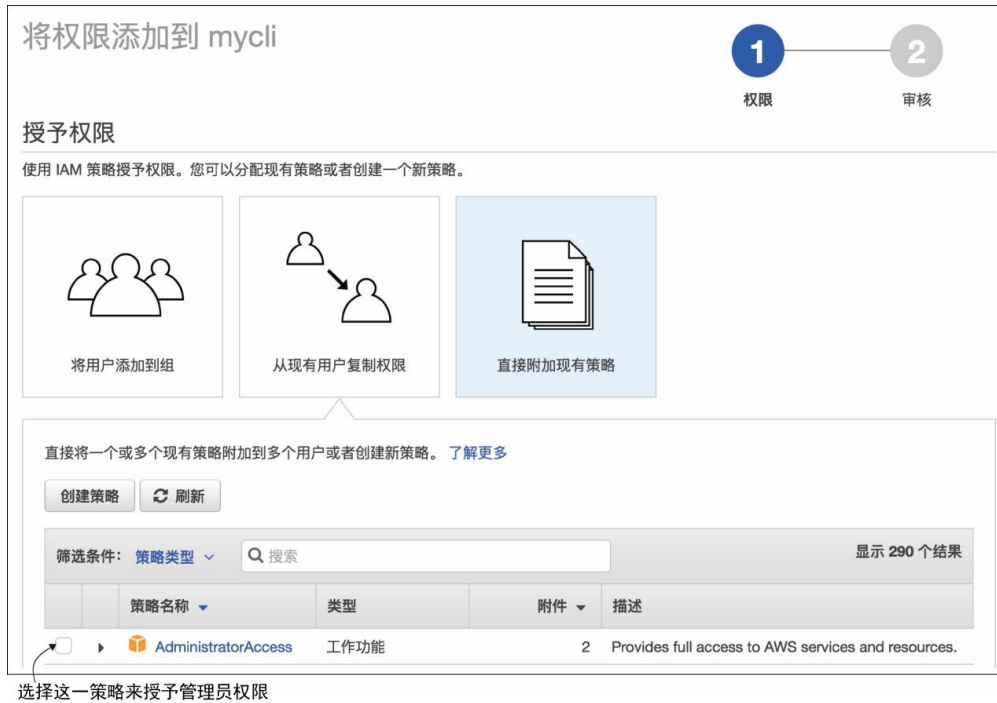 将权限添加到 mycli
1
2
权限
审核
授予权限
使用 IAM 策略授予权限。您可以分配现有策略或者创建一个新策略。
将用户添加到组
从现有用户复制权限
直接附加现有策略
直接将一个或多个现有策略附加到多个用户或者创建新策略。 了解更多
创建策略 刷新
筛选条件: 策略类型 搜索 显示 290 个结果
策略名称 类型 附件 描述
AdministratorAccess 工作功能 2 Provides full access to AWS services and resources.
选择这一策略来授予管理员权限